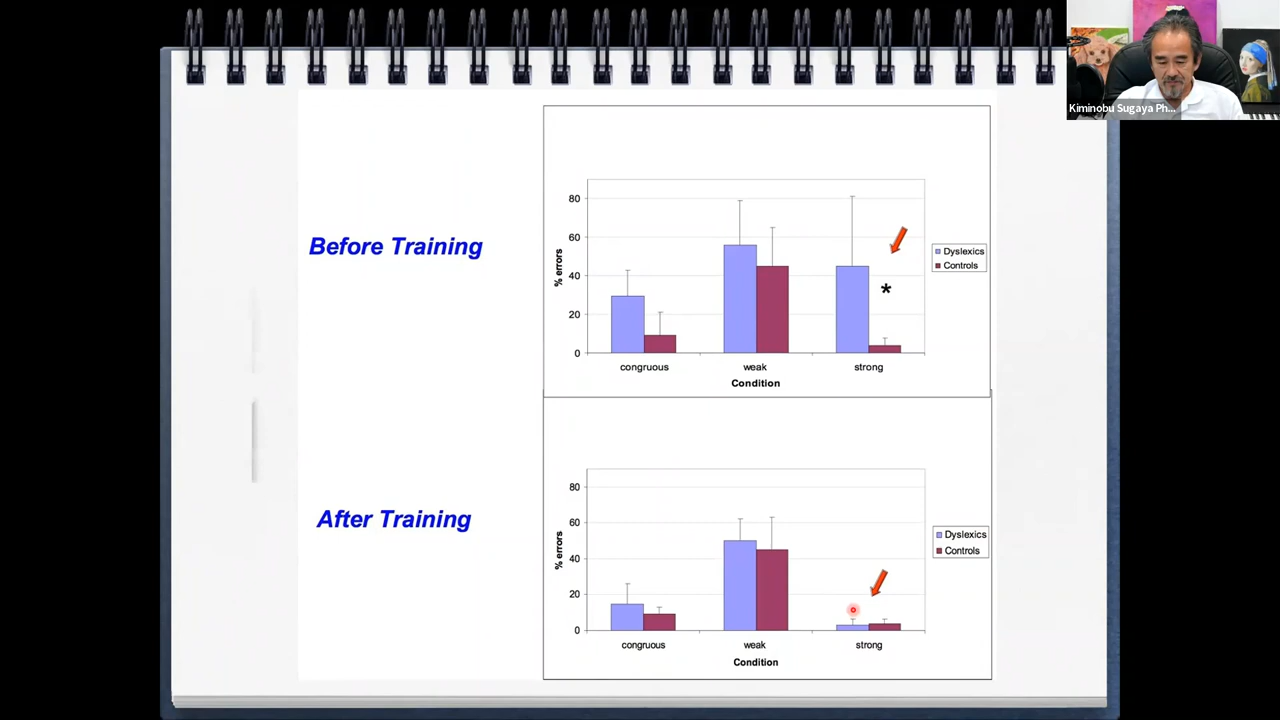 Kiminobu Sugaya Ph...
Before Training
80
60
40
20
0
% errors
*
Dyslexics
Controls
congruous
weak
strong
Condition
After Training
80
60
40
20
0
% errors
Dyslexics
Controls
congruous
weak
strong
Condition